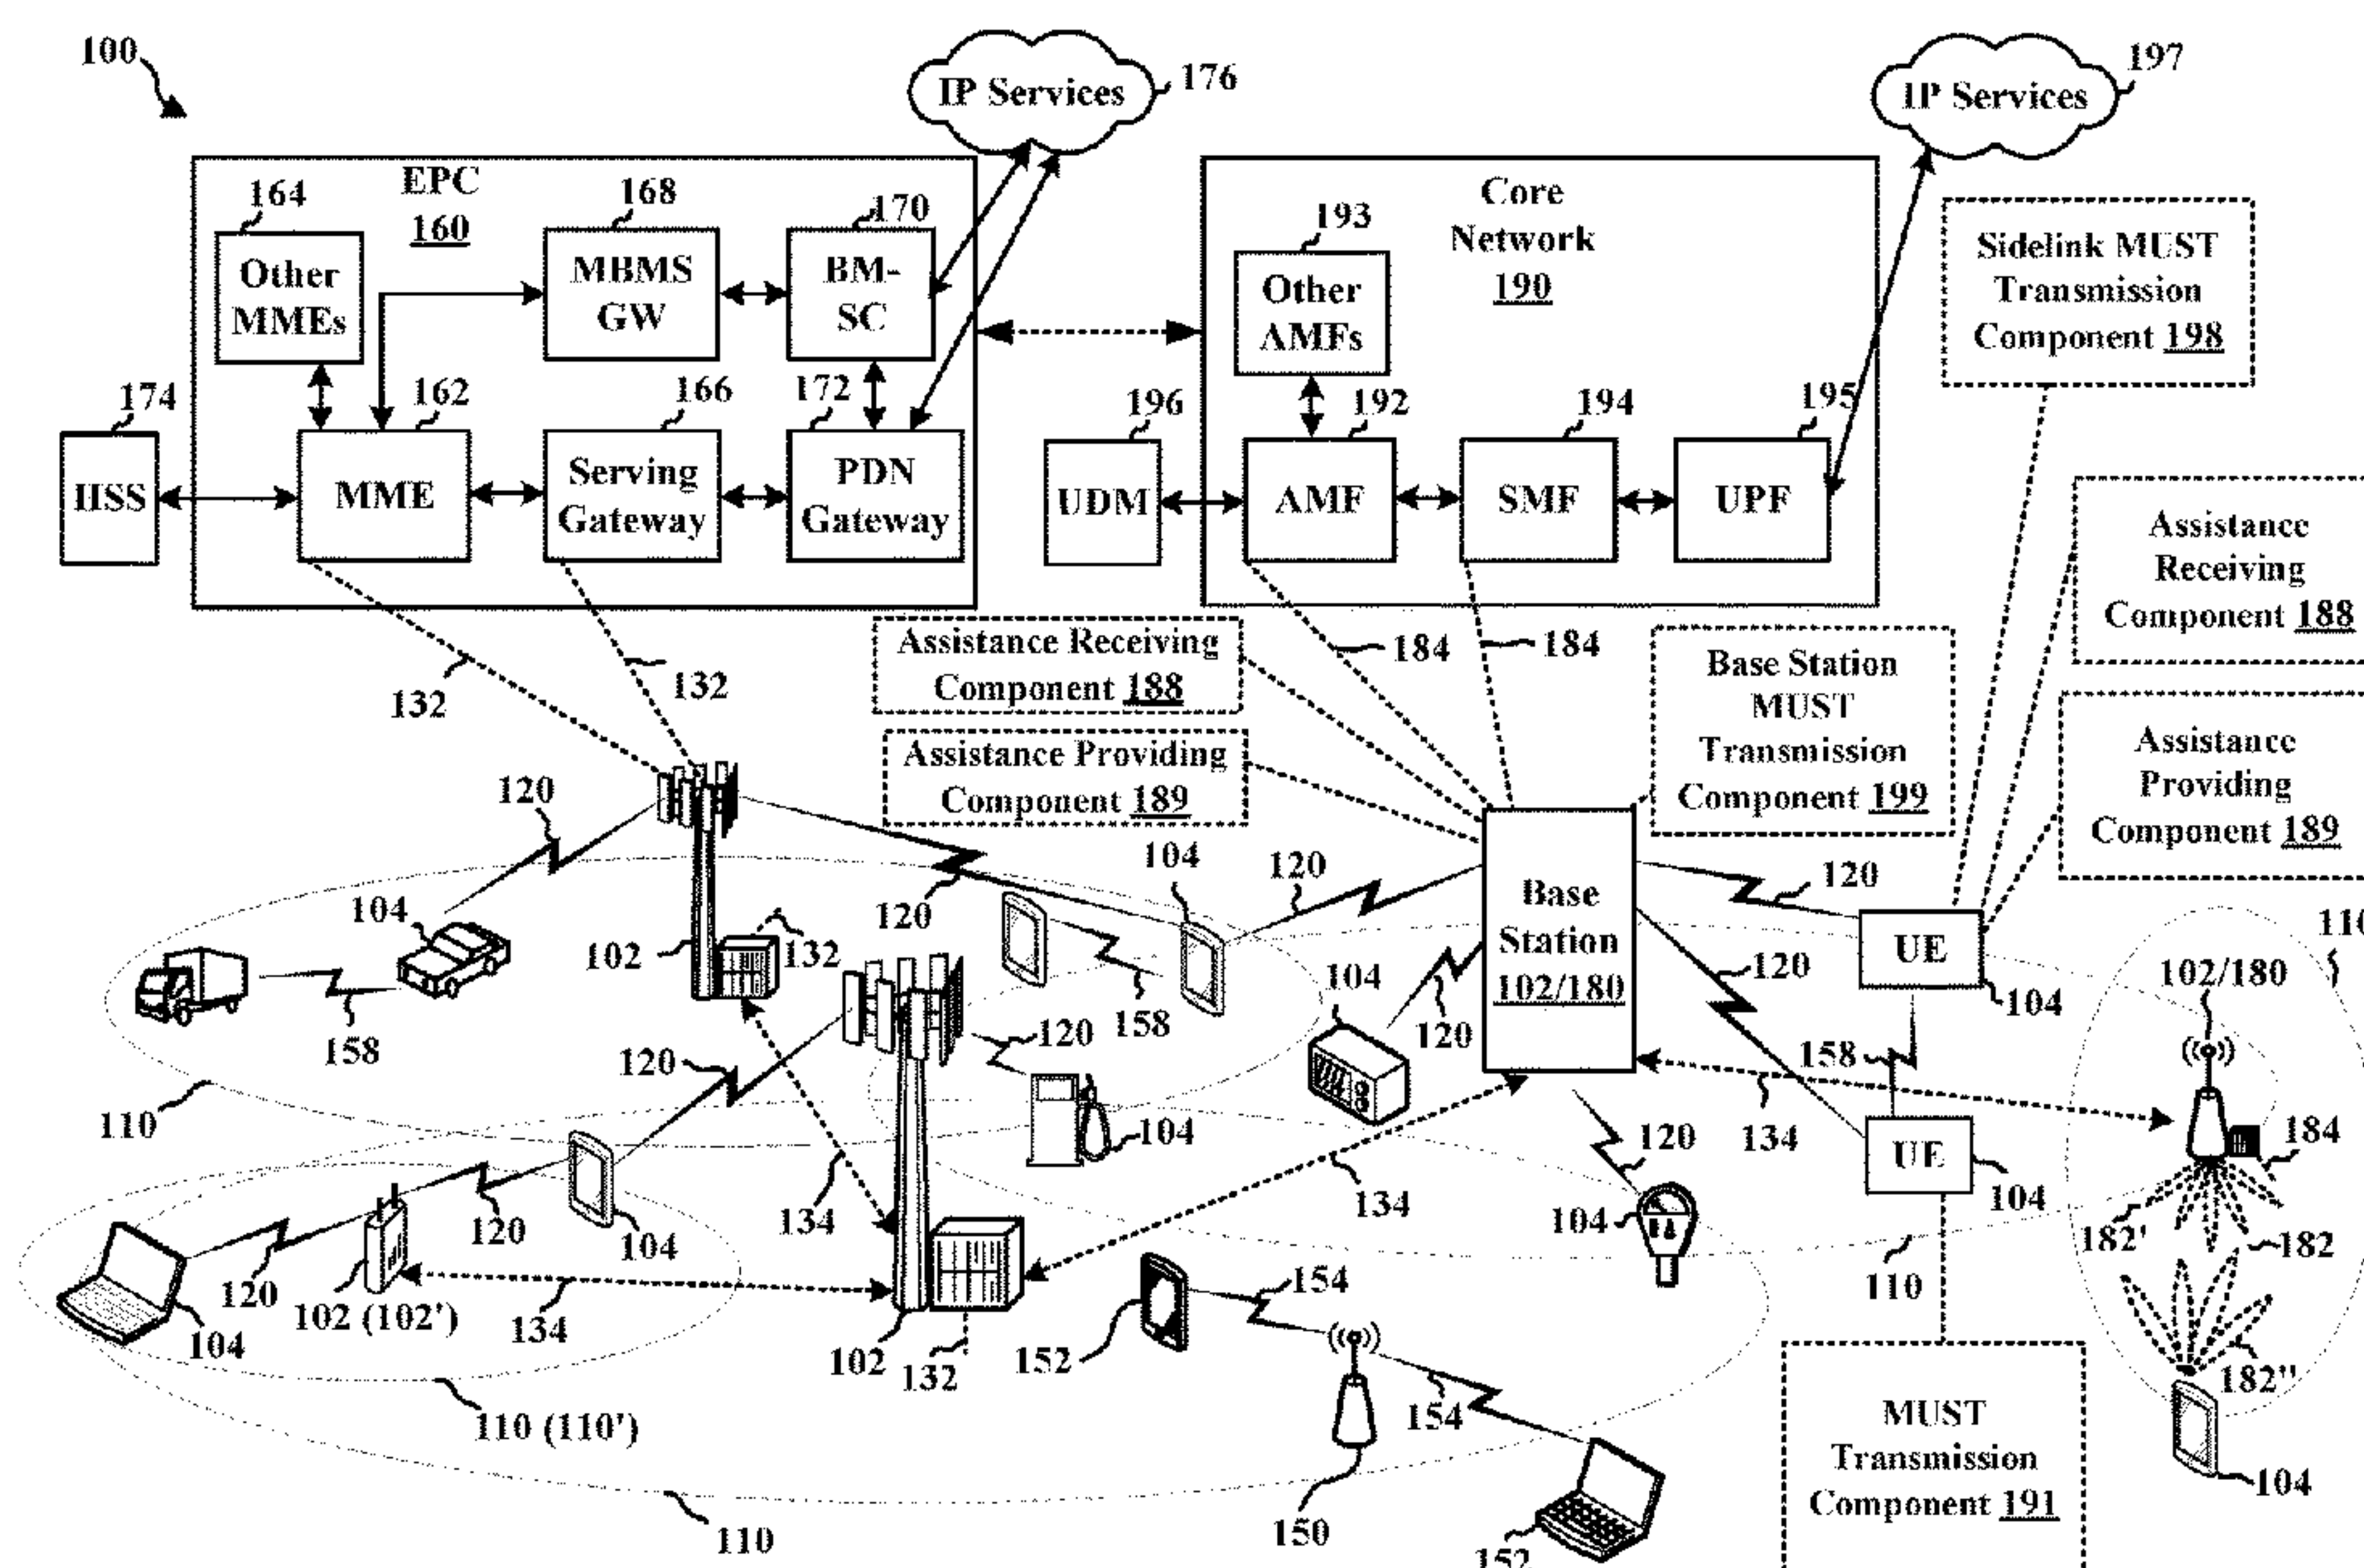 100
IP Services
176
IP Services
197
EPC
160
164
Other
MMEs
168
MBMS
GW
170
BM-
SC
Core
Network
190
193
Other
AMFs
Sidelink MUST
Transmission
Component 198
174
IISS
162
MME
166
Serving
Gateway
172
PDN
Gateway
196
UDM
192
AMF
194
SMF
195
UPF
Assistance
Receiving
Component 188
132
132
Assistance Receiving
Component 188
184
184
Base Station
MUST
Transmission
Component 199
Assistance
Providing
Component 189
Assistance Providing
Component 189
120
104
120
104
120
120
Base
Station
102/180
120
UE
104
110
102
132
158
158
104
120
120
102/180
110
120
120
158
134
184
104
134
120
UE
104
182'
182
104
120
120
104
134
134
104
110
102 (102')
134
102
132
152
154
182"
104
110 (110')
154
MUST
Transmission
Component 191
104
110
150
152